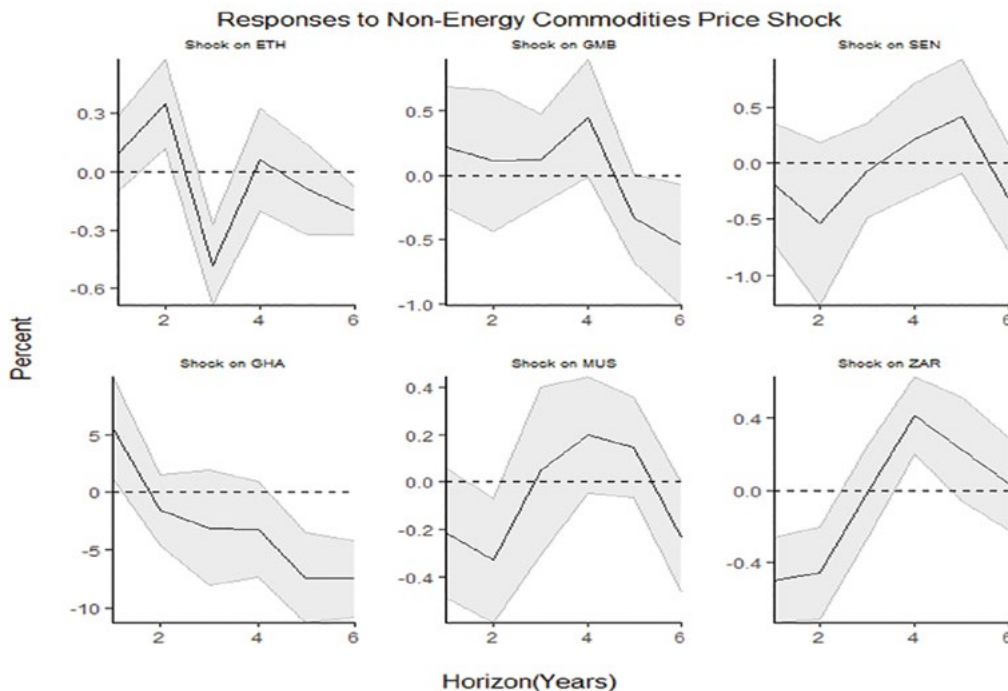 Responses to Non-Energy Commodities Price Shock
Shock on ETH
0.3
0.0
-0.3
-0.6
2 4 6
Shock on GMB
0.5
0.0
-0.5
-1.0
2 4 6
Shock on SEN
0.5
0.0
-0.5
-1.0
2 4 6
Percent
Shock on GHA
5
0
-5
-10
2 4 6
Shock on MUS
0.4
0.2
0.0
-0.2
-0.4
2 4 6
Shock on ZAR
0.4
0.0
-0.4
2 4 6
Horizon(Years)